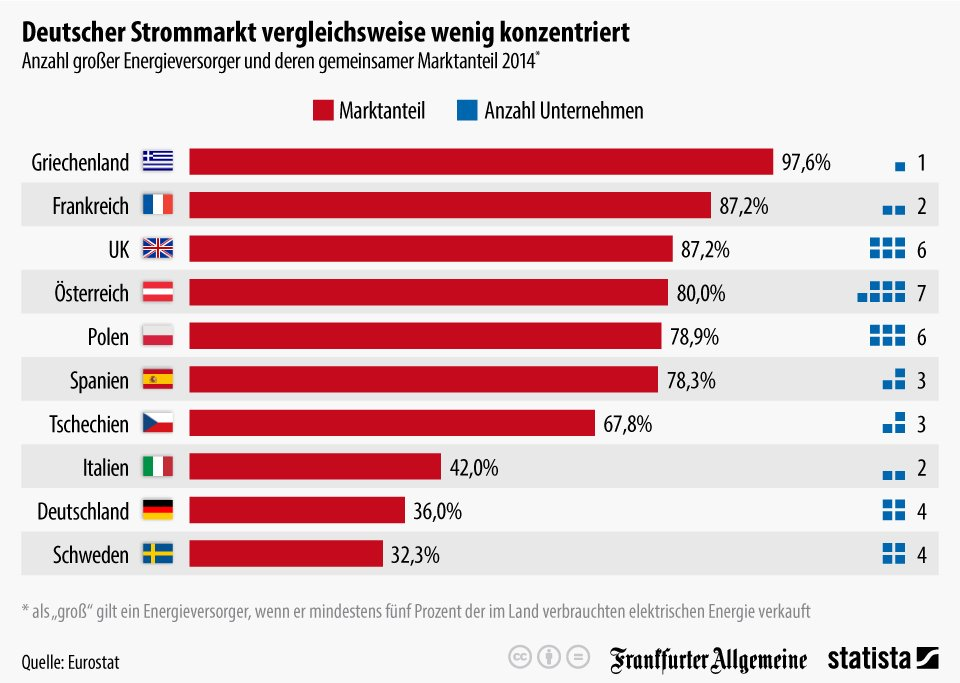 Deutscher Strommarkt vergleichsweise wenig konzentriert
Anzahl großer Energieversorger und deren gemeinsamer Marktanteil 2014*
Marktanteil Anzahl Unternehmen
Griechenland 97,6% 1
Frankreich 87,2% 2
UK 87,2% 6
Österreich 80,0% 7
Polen 78,9% 6
Spanien 78,3% 3
Tschechien 67,8% 3
Italien 42,0% 2
Deutschland 36,0% 4
Schweden 32,3% 4
* als „groß“ gilt ein Energieversorger, wenn er mindestens fünf Prozent der im Land verbrauchten elektrischen Energie verkauft
Quelle: Eurostat cc Frankfurter Allgemeine statista